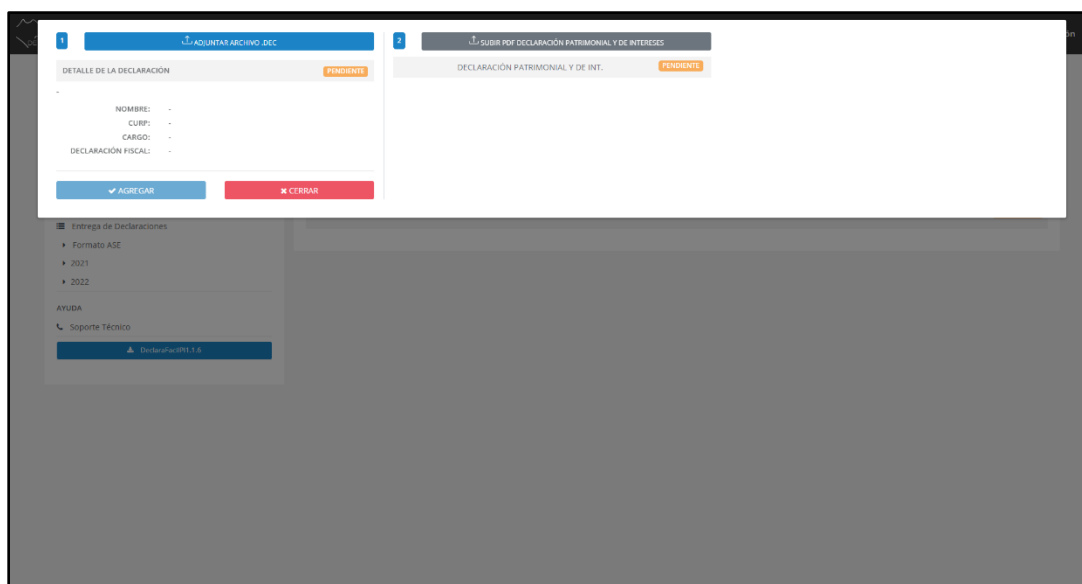 1
ADJUNTAR ARCHIVO .DEC
DETALLE DE LA DECLARACIÓN
PENDIENTE
-
NOMBRE: -
CURP: -
CARGO: -
DECLARACIÓN FISCAL: -
AGREGAR
CERRAR
2
SUBIR PDF DECLARACIÓN PATRIMONIAL Y DE INTERESES
DECLARACIÓN PATRIMONIAL Y DE INT.
PENDIENTE
Entrega de Declaraciones
Formato ASE
2021
2022
AYUDA
Soporte Técnico